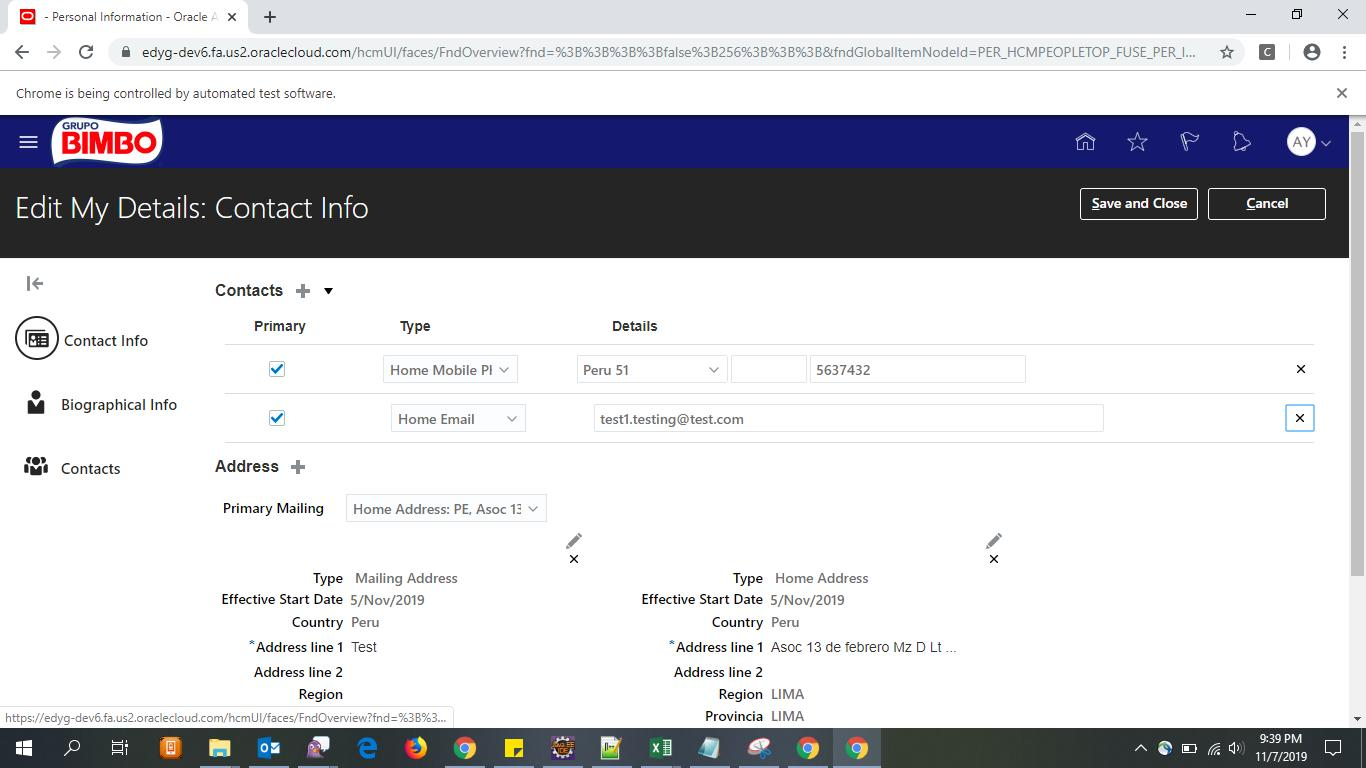 - Personal Information - Oracle A
edyg-dev6.fa.us2.oraclecloud.com/hcmUI/faces/FndOverview?fnd=%3B%3B%3B%3Bfalse%3B256%3B%3B%3B&fndGlobalItemNodeId=PER_HCMPEOPLETOP_FUSE_PER_I...
C
Chrome is being controlled by automated test software.
GRUPO
BIMBO
AY
Edit My Details: Contact Info
Save and Close
Cancel
Contacts
Primary Type Details
Contact Info
Home Mobile Pl Peru 51 5637432
Biographical Info
Home Email test1.testing@test.com
Contacts
Address
Primary Mailing Home Address: PE, Asoc 13
Type Mailing Address Type Home Address
Effective Start Date 5/Nov/2019 Effective Start Date 5/Nov/2019
Country Peru Country Peru
*Address line 1 Test *Address line 1 Asoc 13 de febrero Mz D Lt ...
Address line 2 Address line 2
Region Region LIMA
Provincia LIMA
https://edyg-dev6.fa.us2.oraclecloud.com/hcmUI/faces/FndOverview?fnd=%3B%3...
9:39 PM
11/7/2019